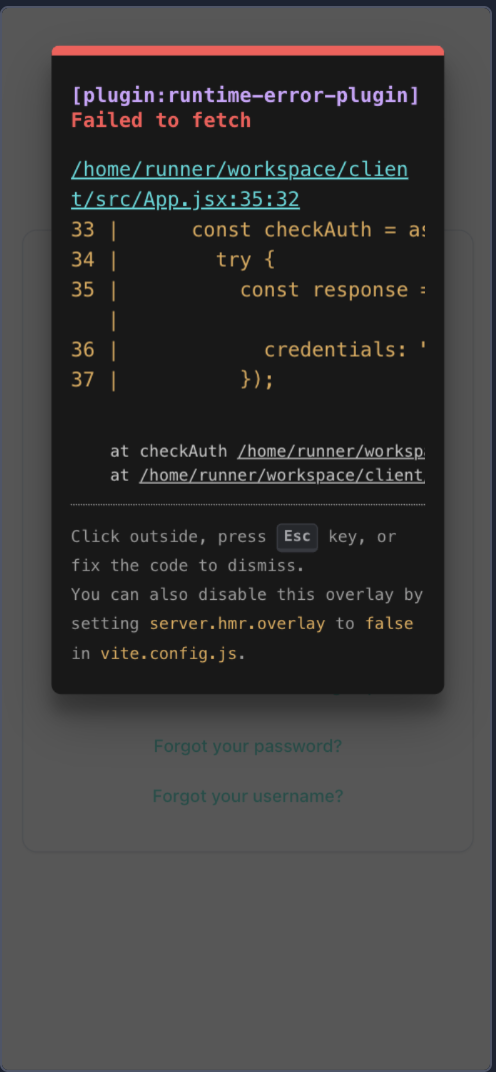 [plugin:runtime-error-plugin]
Failed to fetch
/home/runner/workspace/clien
t/src/App.jsx:35:32
33 | const checkAuth = as
34 | try {
35 | const response =
|
36 | credentials: '
37 | });
at checkAuth /home/runner/worksp
at /home/runner/workspace/client/
Click outside, press Esc key, or
fix the code to dismiss.
You can also disable this overlay by
setting server.hmr.overlay to false
in vite.config.js.
Forgot your password?
Forgot your username?